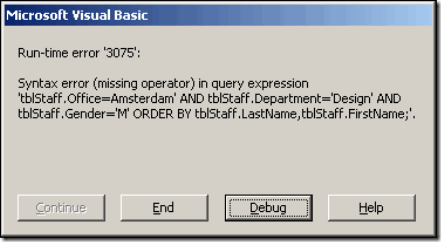 Microsoft Visual Basic
Run-time error '3075':
Syntax error (missing operator) in query expression
'tblStaff.Office=Amsterdam' AND tblStaff.Department='Design' AND
tblStaff.Gender='M' ORDER BY tblStaff.LastName,tblStaff.FirstName;'.
Continue End Debug Help